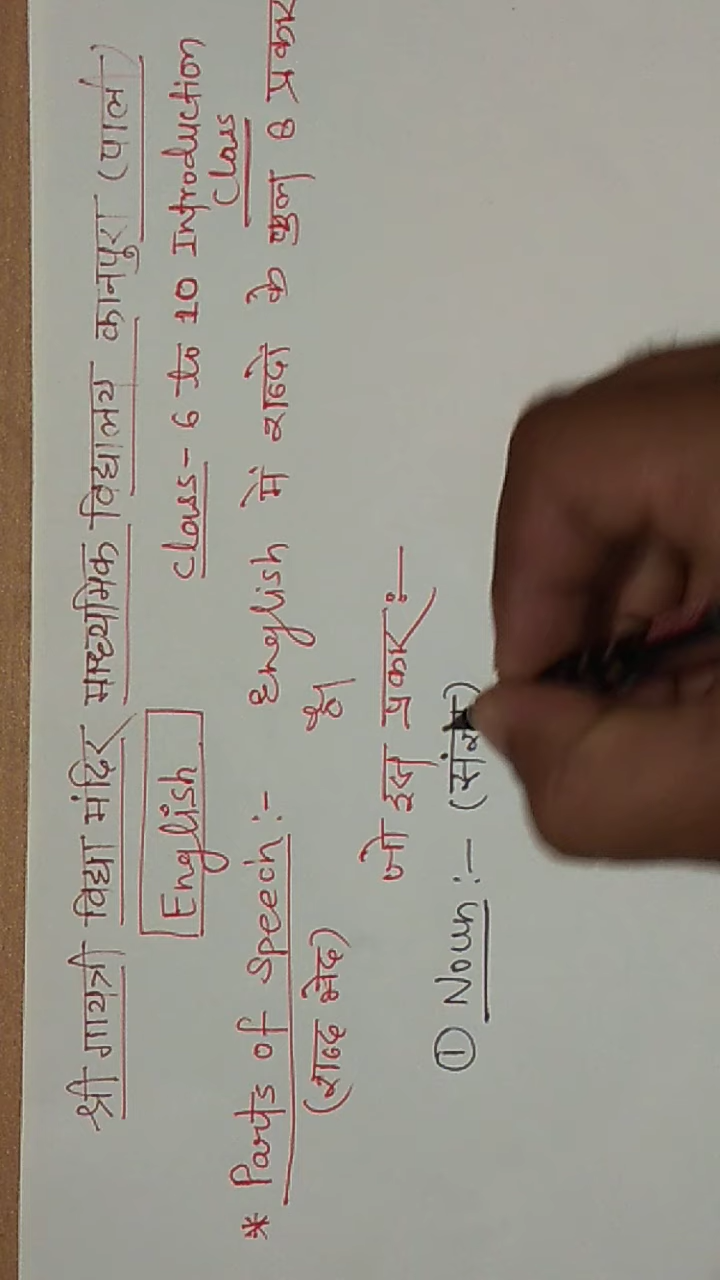 श्री गायत्री विद्या मंदिर माध्यमिक विद्यालय कानपुरा (पाली)
English Class - 6 to 10 Introduction
Class
* Parts of Speech :- English में शब्दो के कुल 8 प्रकार
(शब्द भेद) है।
जो इस प्रकार :-
① Noun :- (संज्ञा)